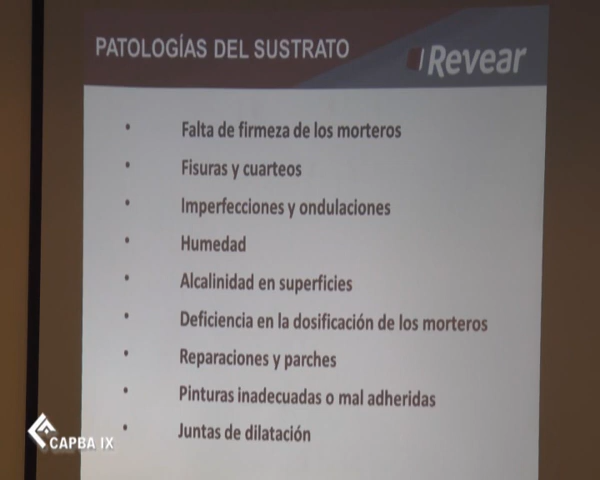 PATOLOGÍAS DEL SUSTRATO
Revear
• Falta de firmeza de los morteros
• Fisuras y cuarteos
• Imperfecciones y ondulaciones
• Humedad
• Alcalinidad en superficies
• Deficiencia en la dosificación de los morteros
• Reparaciones y parches
• Pinturas inadecuadas o mal adheridas
• Juntas de dilatación
CAPBA IX